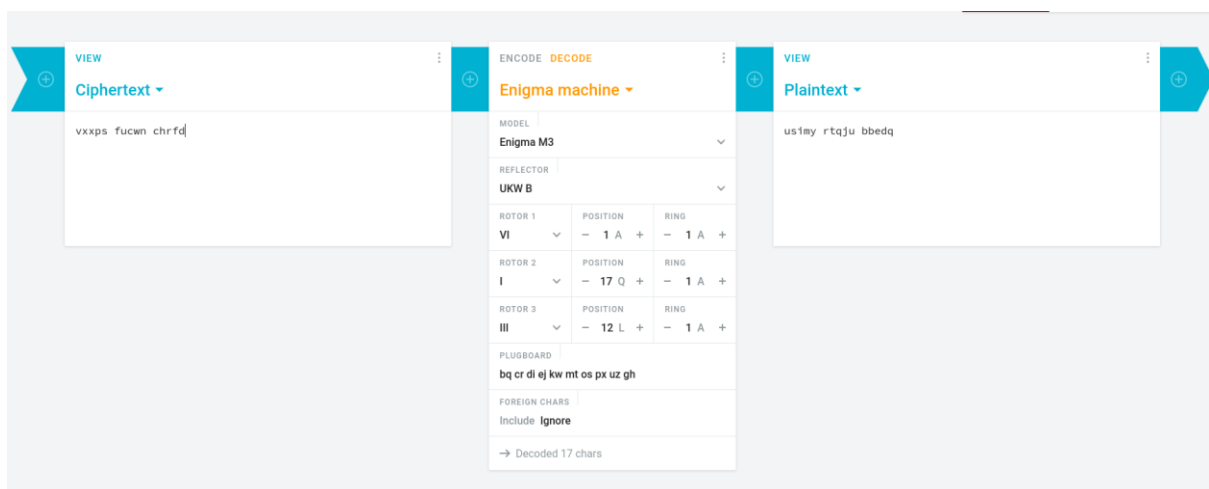 VIEW
Ciphertext
vxxps fucwn chrfd
ENCODE DECODE
Enigma machine
MODEL
Enigma M3
REFLECTOR
UKW B
ROTOR 1 POSITION RING
VI − 1 A + − 1 A +
ROTOR 2 POSITION RING
I − 17 Q + − 1 A +
ROTOR 3 POSITION RING
III − 12 L + − 1 A +
PLUGBOARD
bq cr di ej kw mt os px uz gh
FOREIGN CHARS
Include Ignore
→ Decoded 17 chars
VIEW
Plaintext
usimy rtqju bbedq